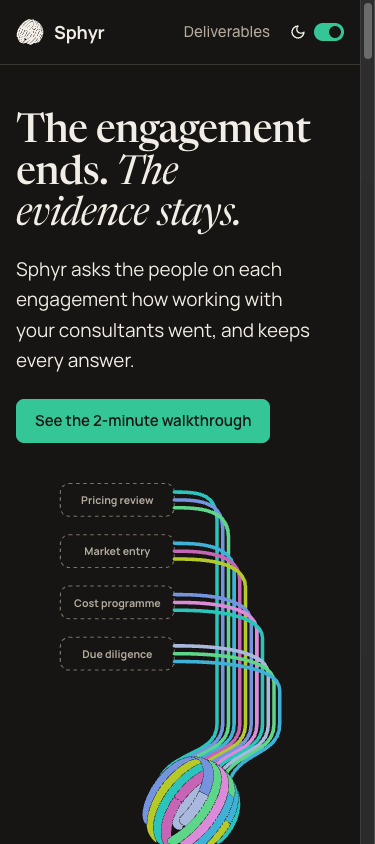 Sphyr
Deliverables
The engagement
ends. The
evidence stays.
Sphyr asks the people on each
engagement how working with
your consultants went, and keeps
every answer.
See the 2-minute walkthrough
Pricing review
Market entry
Cost programme
Due diligence